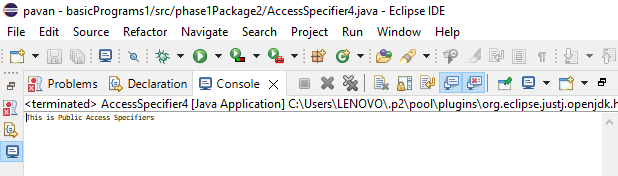 pavan - basicPrograms1/src/phase1Package2/AccessSpecifier4.java - Eclipse IDE
File Edit Source Refactor Navigate Search Project Run Window Help
Problems Declaration Console
<terminated> AccessSpecifier4 [Java Application] C:\Users\LENOVO\.p2\pool\plugins\org.eclipse.justj.openjdk.h
This is Public Access Specifiers